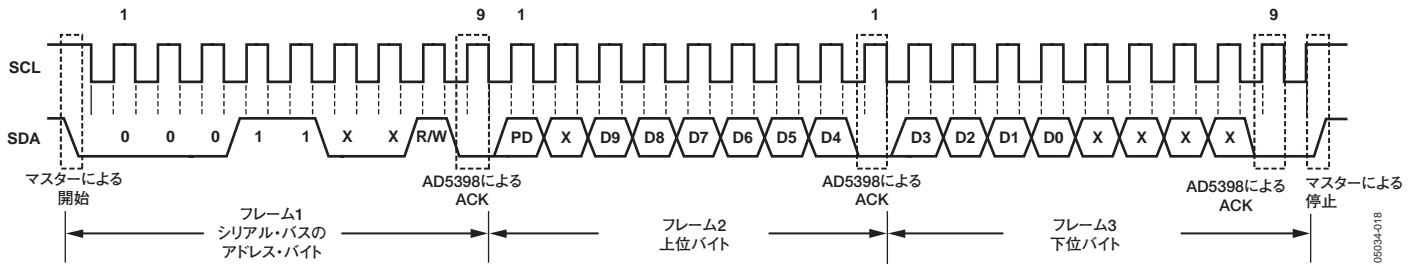 1 9 1 1 9
SCL
SDA 0 0 0 1 1 X X R/W PD X D9 D8 D7 D6 D5 D4 D3 D2 D1 D0 X X X X
マスターによる
開始
AD5398による
ACK
AD5398による
ACK
AD5398による
ACK
マスターによる
停止
フレーム1
シリアル・バスの
アドレス・バイト
フレーム2
上位バイト
フレーム3
下位バイト
05034-018